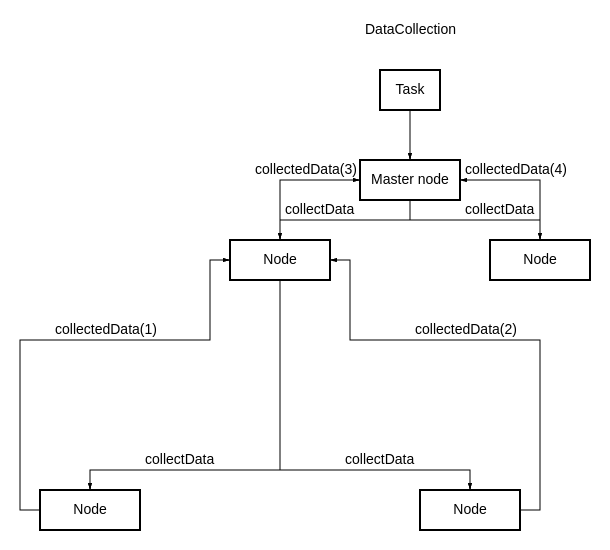 DataCollection
Task
collectedData(3)
Master node
collectedData(4)
collectData
collectData
Node
Node
collectedData(1)
collectedData(2)
collectData
collectData
Node
Node